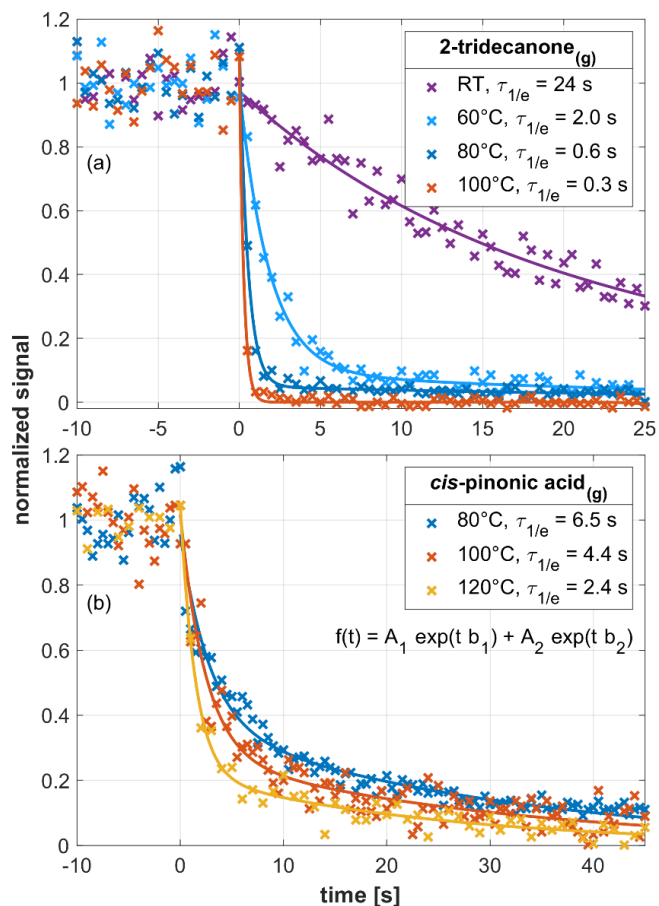 1.2
1
0.8
0.6
0.4
0.2
0
(a)
2-tridecanone(g)
RT, τ1/e = 24 s
60°C, τ1/e = 2.0 s
80°C, τ1/e = 0.6 s
100°C, τ1/e = 0.3 s
-10 -5 0 5 10 15 20 25
normalized signal
1.2
1
0.8
0.6
0.4
0.2
0
(b)
cis-pinonic acid(g)
80°C, τ1/e = 6.5 s
100°C, τ1/e = 4.4 s
120°C, τ1/e = 2.4 s
f(t) = A1 exp(t b1) + A2 exp(t b2)
-10 0 10 20 30 40
time [s]